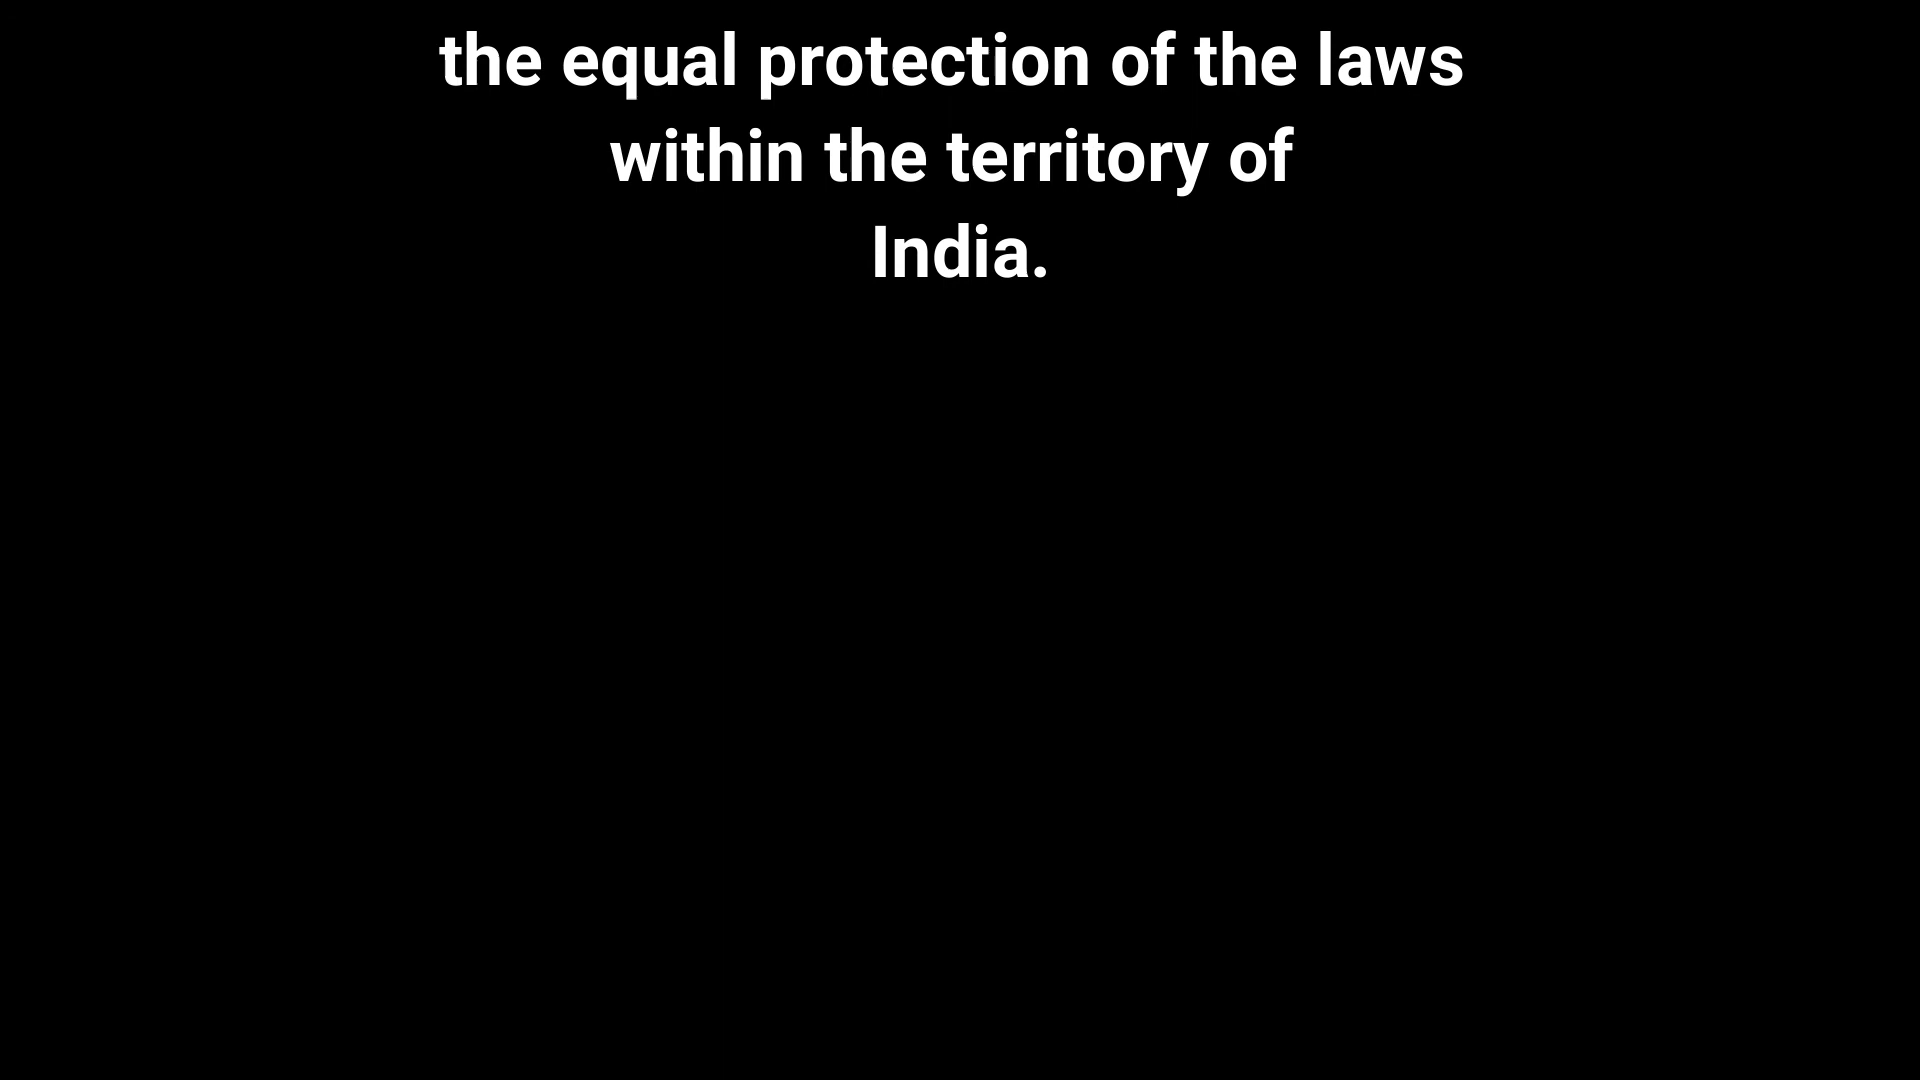 the equal protection of the laws
within the territory of
India.